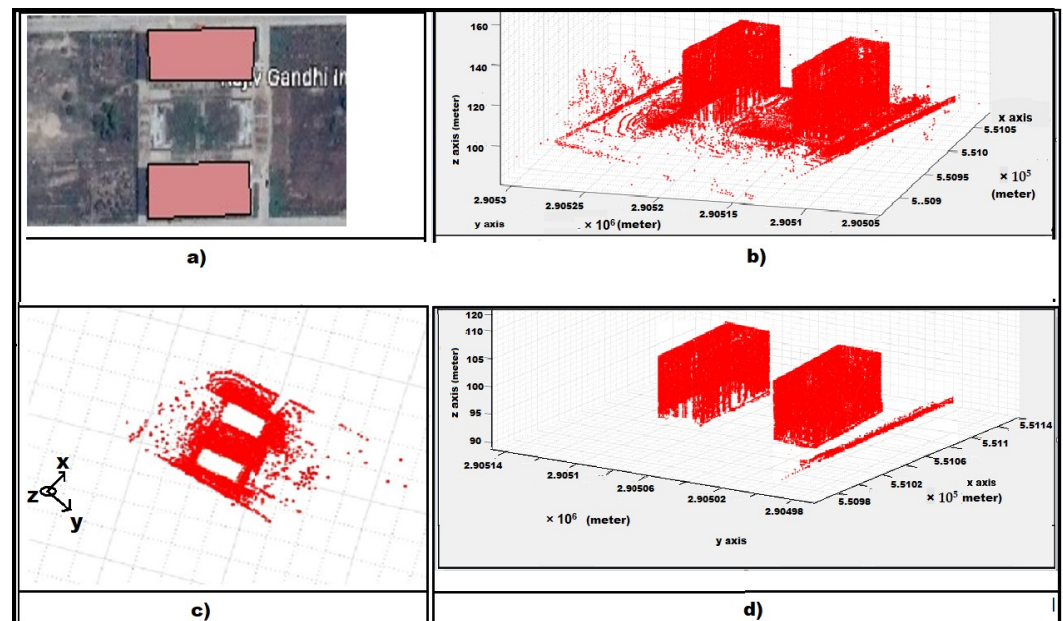 Rajiv Gandhi In
a)
160
140
120
100
z axis (meter)
2.9053
2.90525
2.9052
2.90515
2.9051
2.90505
y axis
× 10⁶ (meter)
x axis
5.5105
5.510
5.5095
5.509
× 10⁵
(meter)
b)
x
z
y
c)
120
110
105
100
95
90
z axis (meter)
2.90514
2.9051
2.90506
2.90502
2.90498
× 10⁶ (meter)
y axis
5.5114
5.511
5.5106
5.5102
5.5098
x axis
× 10⁵ meter)
d)